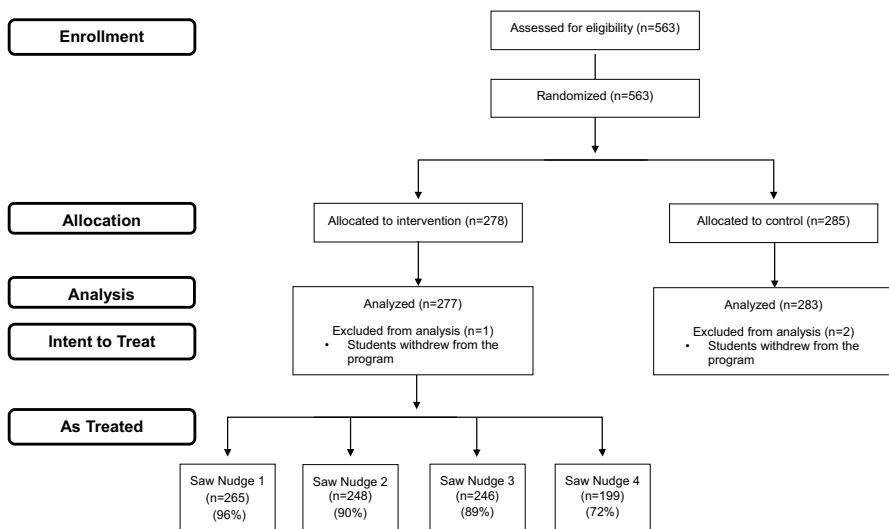 Enrollment
Assessed for eligibility (n=563)
Randomized (n=563)
Allocation
Allocated to intervention (n=278)
Allocated to control (n=285)
Analysis
Intent to Treat
Analyzed (n=277)
Excluded from analysis (n=1)
• Students withdrew from the
program
Analyzed (n=283)
Excluded from analysis (n=2)
• Students withdrew from the
program
As Treated
Saw Nudge 1
(n=265)
(96%)
Saw Nudge 2
(n=248)
(90%)
Saw Nudge 3
(n=246)
(89%)
Saw Nudge 4
(n=199)
(72%)